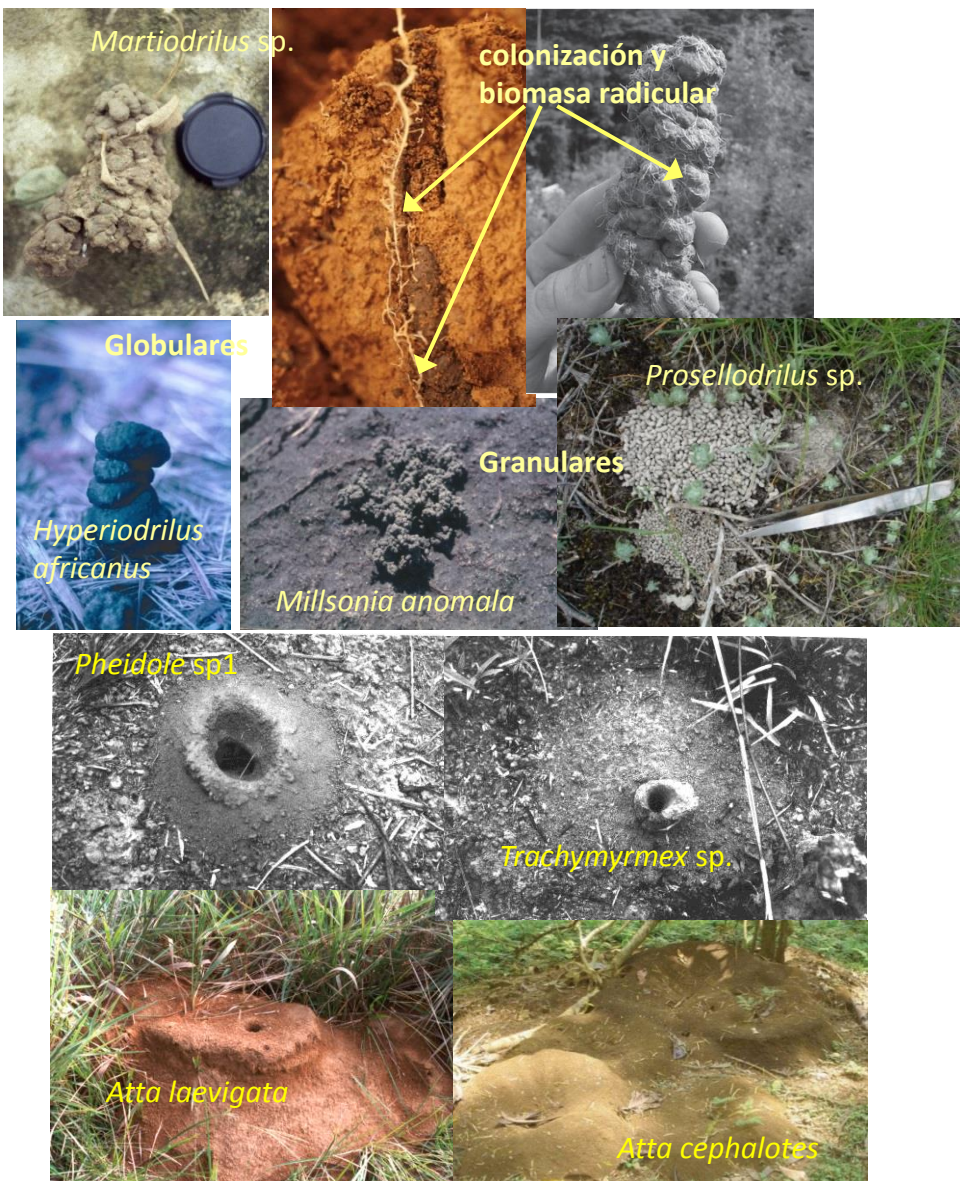 Martiodrilus sp.
colonización y
biomasa radicular
Globulares
Prosellodrilus sp.
Granulares
Hyperiodrilus
africanus
Millsonia anomala
Pheidole sp1
Trachymyrmex sp.
Atta laevigata
Atta cephalotes